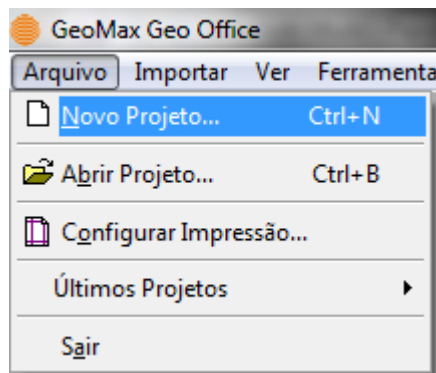 GeoMax Geo Office
Arquivo Importar Ver Ferramenta
Novo Projeto... Ctrl+N
Abrir Projeto... Ctrl+B
Configurar Impressão...
Últimos Projetos
Sair